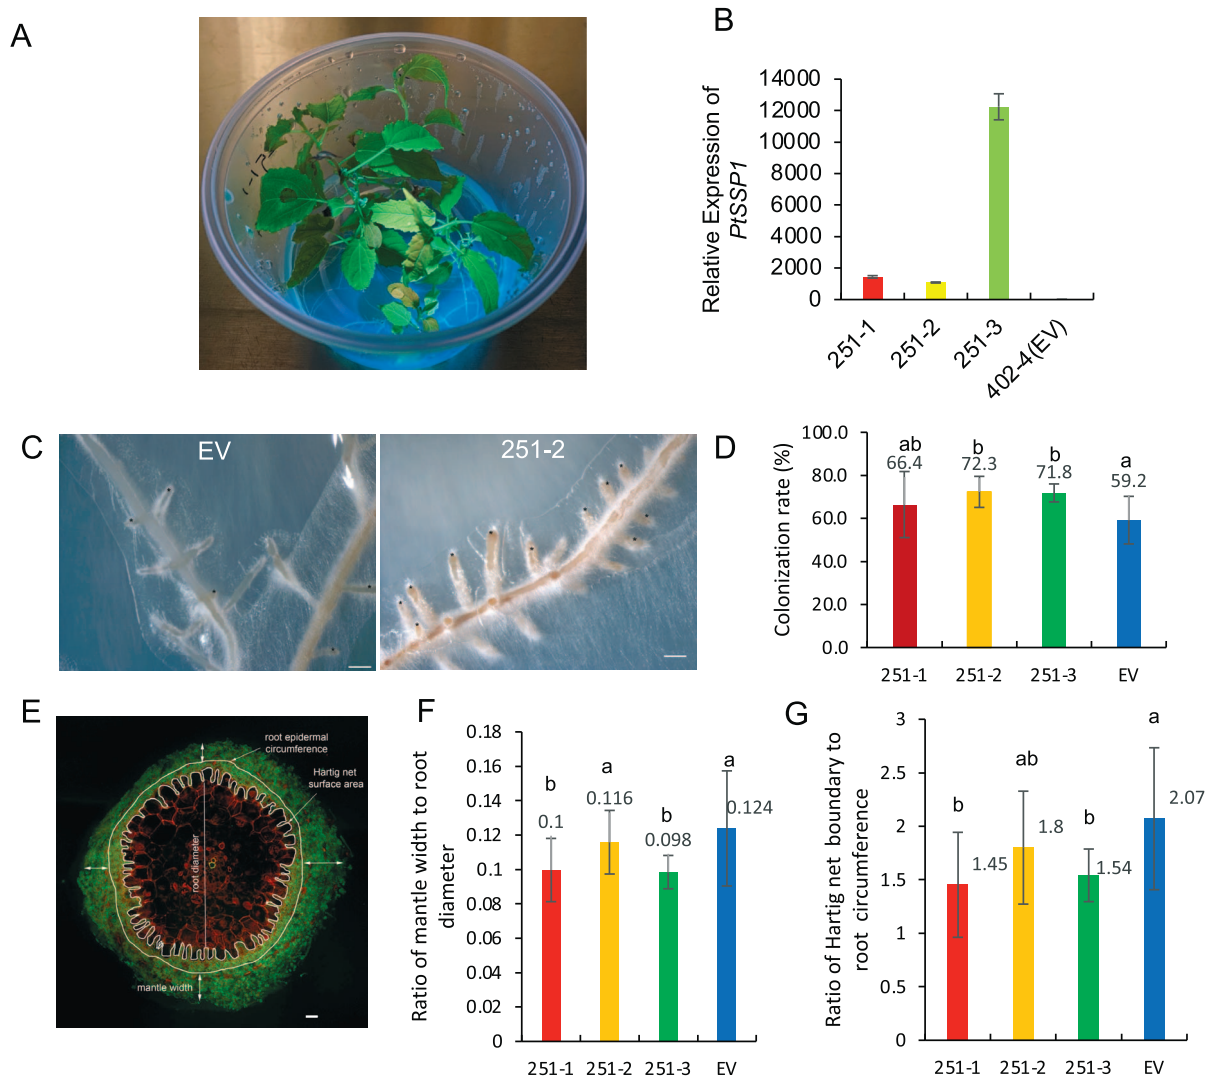 A
B
Relative Expression of
PtSSP1
14000
12000
10000
8000
6000
4000
2000
0
251-1
251-2
251-3
402-4(EV)
C
EV
251-2
D
Colonization rate (%)
100.0
80.0
60.0
40.0
20.0
0.0
ab
66.4
b
72.3
b
71.8
a
59.2
251-1
251-2
251-3
EV
E
root epidermal
circumference
Hartig net
surface area
root diameter
mantle width
F
Ratio of mantle width to root
diameter
0.18
0.16
0.14
0.12
0.1
0.08
0.06
0.04
0.02
0
b
0.1
a
0.116
b
0.098
a
0.124
251-1
251-2
251-3
EV
G
Ratio of Hartig net boundary to
root circumference
3
2.5
2
1.5
1
0.5
0
b
1.45
ab
1.8
b
1.54
a
2.07
251-1
251-2
251-3
EV